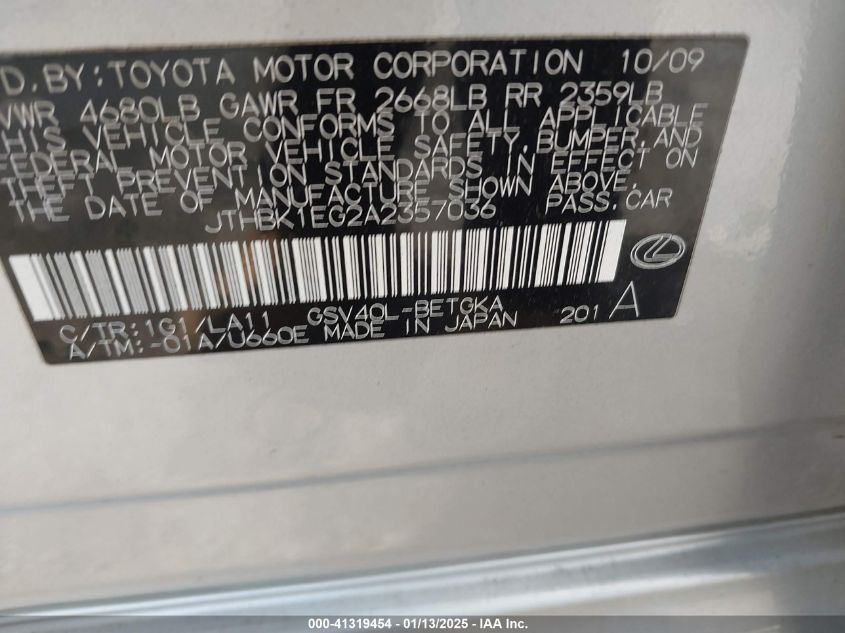 D.BY:TOYOTA MOTOR CORPORATION 10/09
VWR 4680LB GAWR FR 2668LB RR 2359LB
HIS VEHICLE CONFORMS TO ALL APPLICABLE
FEDERAL MOTOR VEHICLE SAFETY, BUMPER, AND
THEFT PREVENTION STANDARDS IN EFFECT ON
THE DATE OF MANUFACTURE SHOWN ABOVE.
JTHBK1EG2A2357036 PASS.CAR
C/TR:1G1/LA11 GSV40L-BETGKA
A/TM:-01A/U660E MADE IN JAPAN 201 A
000-41319454 / 01/13/2025 - IAA Inc.